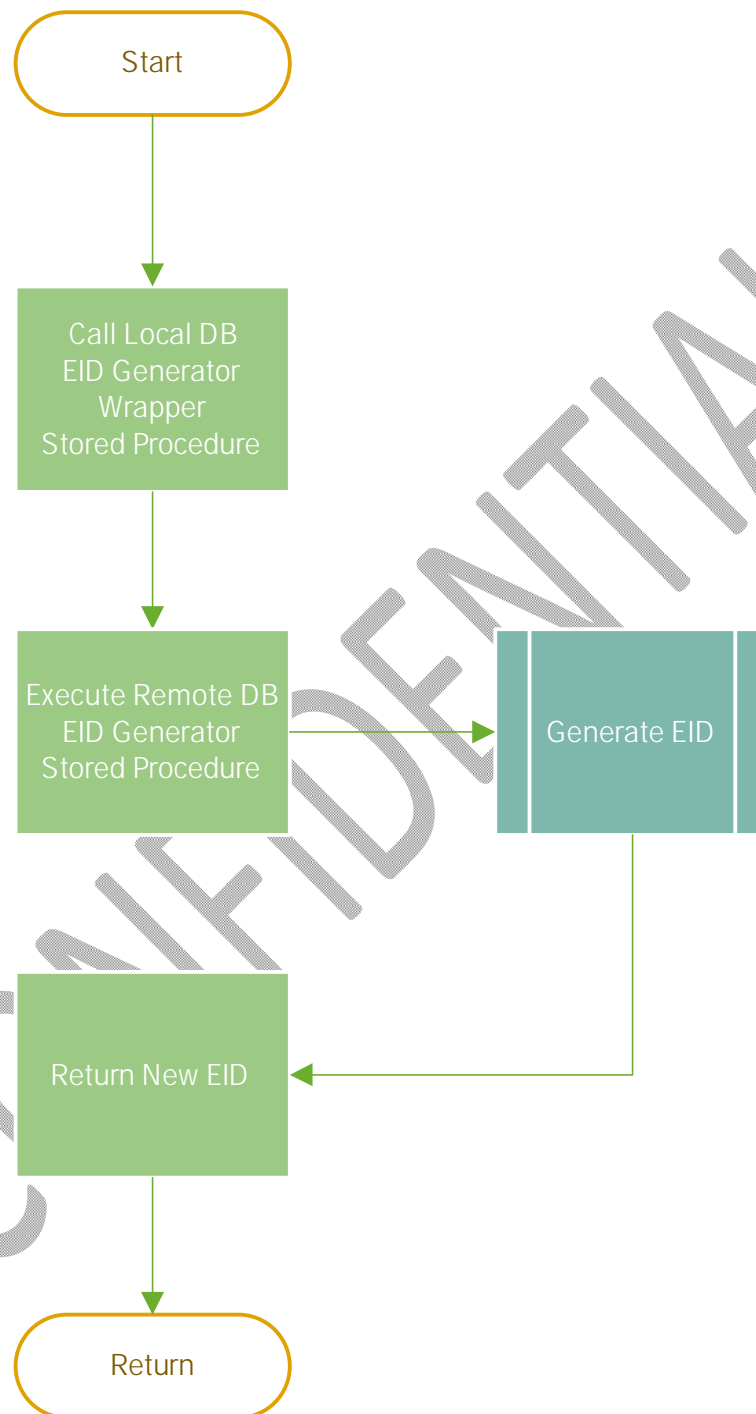 Start
Call Local DB
EID Generator
Wrapper
Stored Procedure
Execute Remote DB
EID Generator
Stored Procedure
Generate EID
Return New EID
Return
CONFIDENTIAL